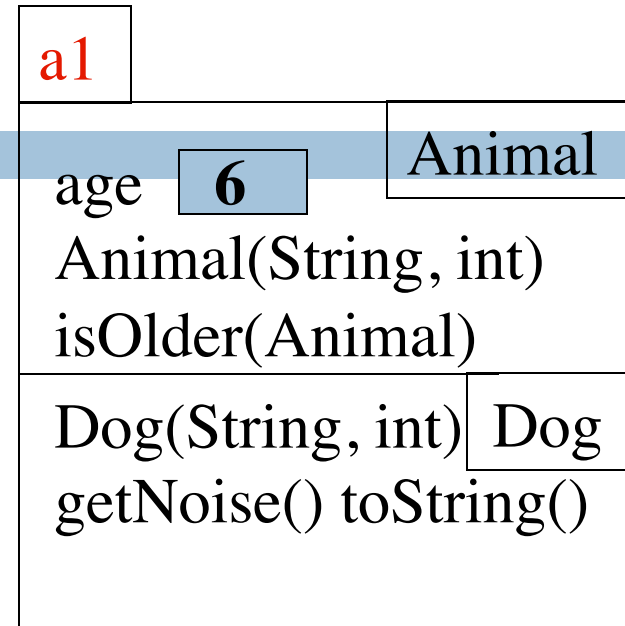 a1
Animal
age 6
Animal(String, int)
isOlder(Animal)
Dog(String, int) Dog
getNoise() toString()